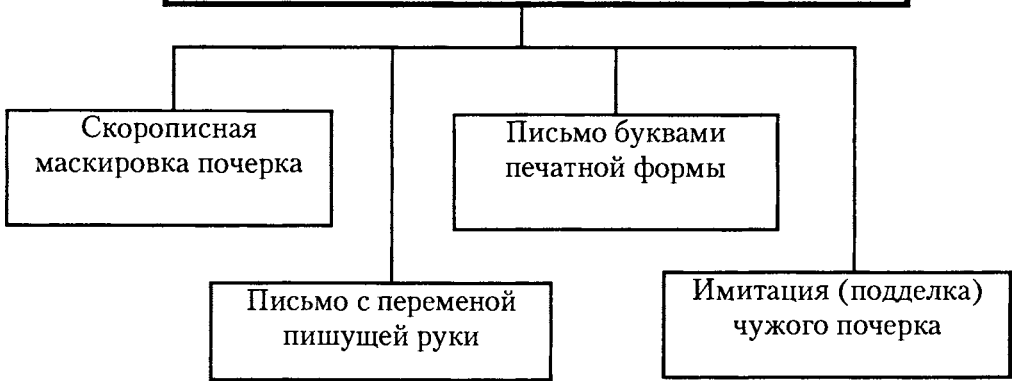 Скорописная
маскировка почерка
Письмо буквами
печатной формы
Письмо с переменой
пишущей руки
Имитация (подделка)
чужого почерка